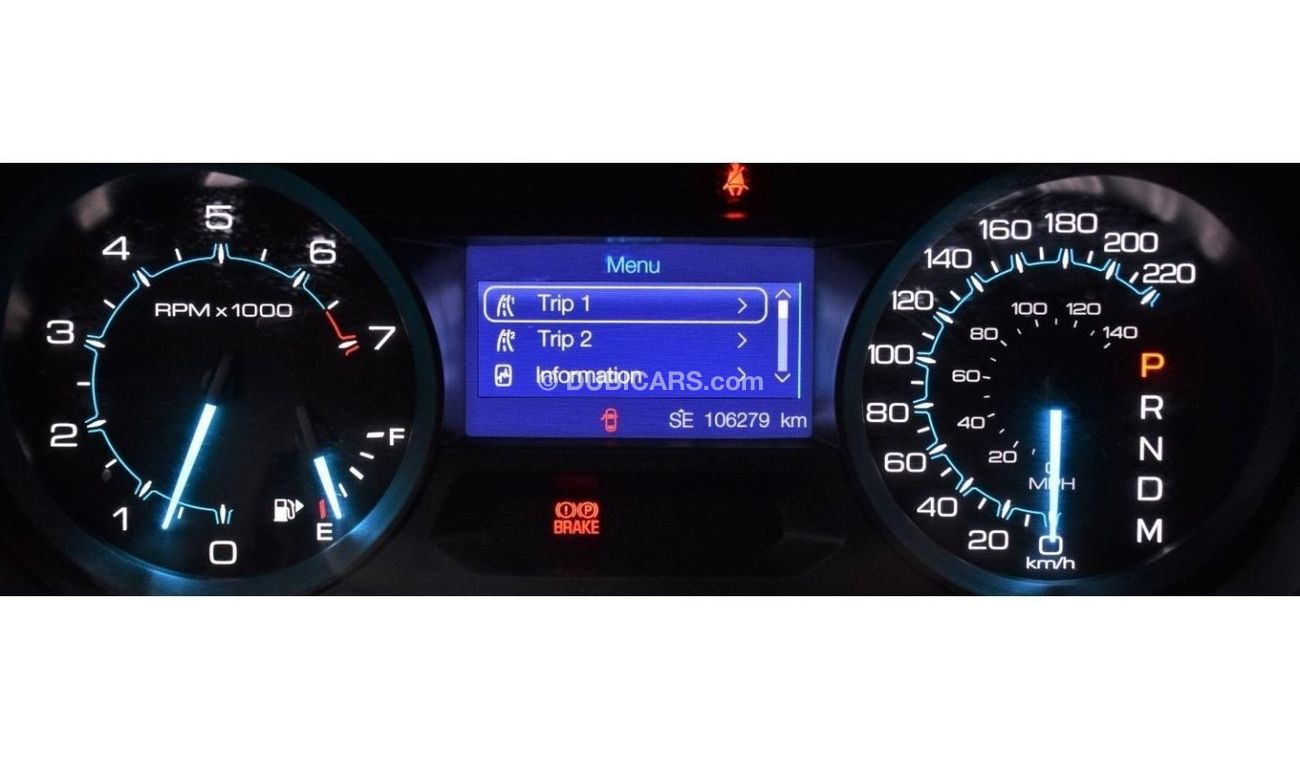 5
4
6
RPM x 1000
3
7
2
F
1
E
0
Menu
Trip 1
Trip 2
Information
© DUBICARS.com
SE 106279 km
BRAKE
180
160
200
140
220
120
100 120
80 140
100
60
80
40
60
20
0
MPH
40
20
0
km/h
P
R
N
D
M